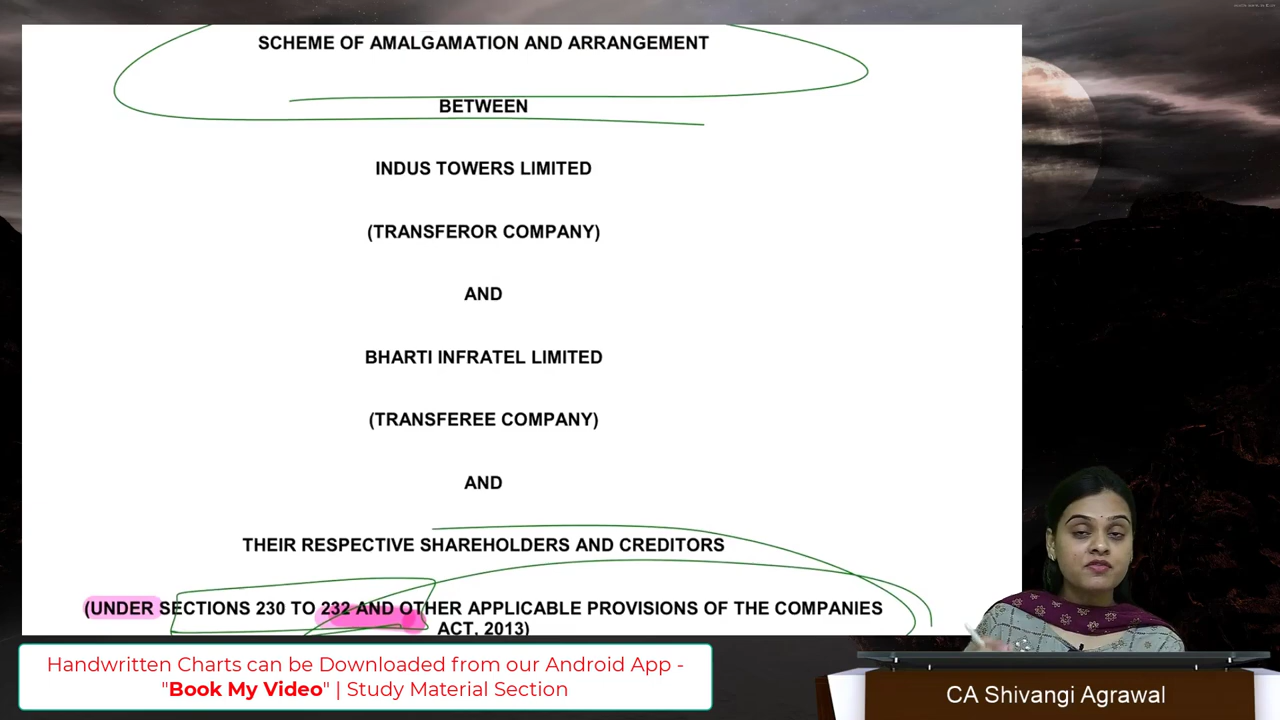 SCHEME OF AMALGAMATION AND ARRANGEMENT
BETWEEN
INDUS TOWERS LIMITED
(TRANSFEROR COMPANY)
AND
BHARTI INFRATEL LIMITED
(TRANSFEREE COMPANY)
AND
THEIR RESPECTIVE SHAREHOLDERS AND CREDITORS
(UNDER SECTIONS 230 TO 232 AND OTHER APPLICABLE PROVISIONS OF THE COMPANIES
ACT, 2013)
Handwritten Charts can be Downloaded from our Android App -
"Book My Video" | Study Material Section
CA Shivangi Agrawal